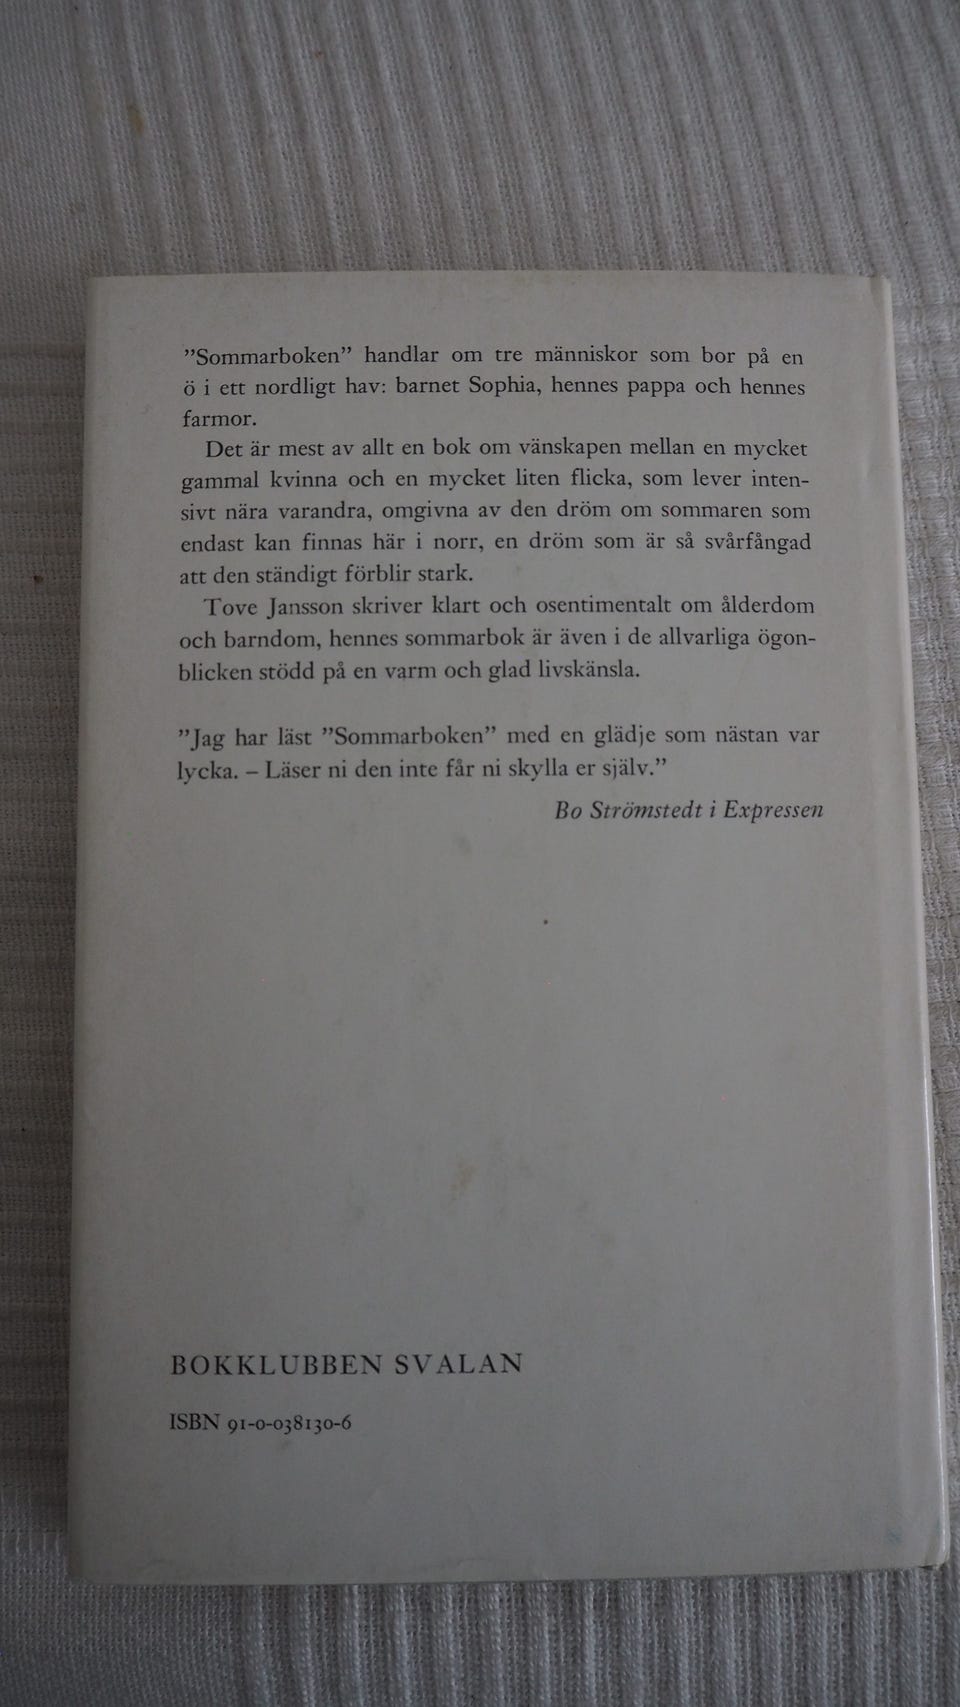 ”Sommarboken” handlar om tre människor som bor på en
ö i ett nordligt hav: barnet Sophia, hennes pappa och hennes
farmor.
Det är mest av allt en bok om vänskapen mellan en mycket
gammal kvinna och en mycket liten flicka, som lever inten-
sivt nära varandra, omgivna av den dröm om sommaren som
endast kan finnas här i norr, en dröm som är så svårfångad
att den ständigt förblir stark.
Tove Jansson skriver klart och osentimentalt om ålderdom
och barndom, hennes sommarbok är även i de allvarliga ögon-
blicken stödd på en varm och glad livskänsla.
”Jag har läst ”Sommarboken” med en glädje som nästan var
lycka. – Läser ni den inte får ni skylla er själv.”
Bo Strömstedt i Expressen
BOKKLUBBEN SVALAN
ISBN 91-0-038130-6